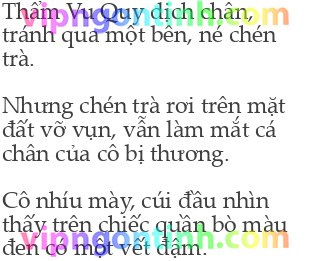 Thẩm Vu Quy dịch chân,
vipngontinh.com
tránh qua một bên, né chén
trà.
Nhưng chén trà rơi trên mặt
đất vỡ vụn, vẫn làm mắt cá
chân của cô bị thương.
Cô nhíu mày, cúi đầu nhìn
thấy trên chiếc quần bò màu
vipngontinh.com
đen có một vết đậm.